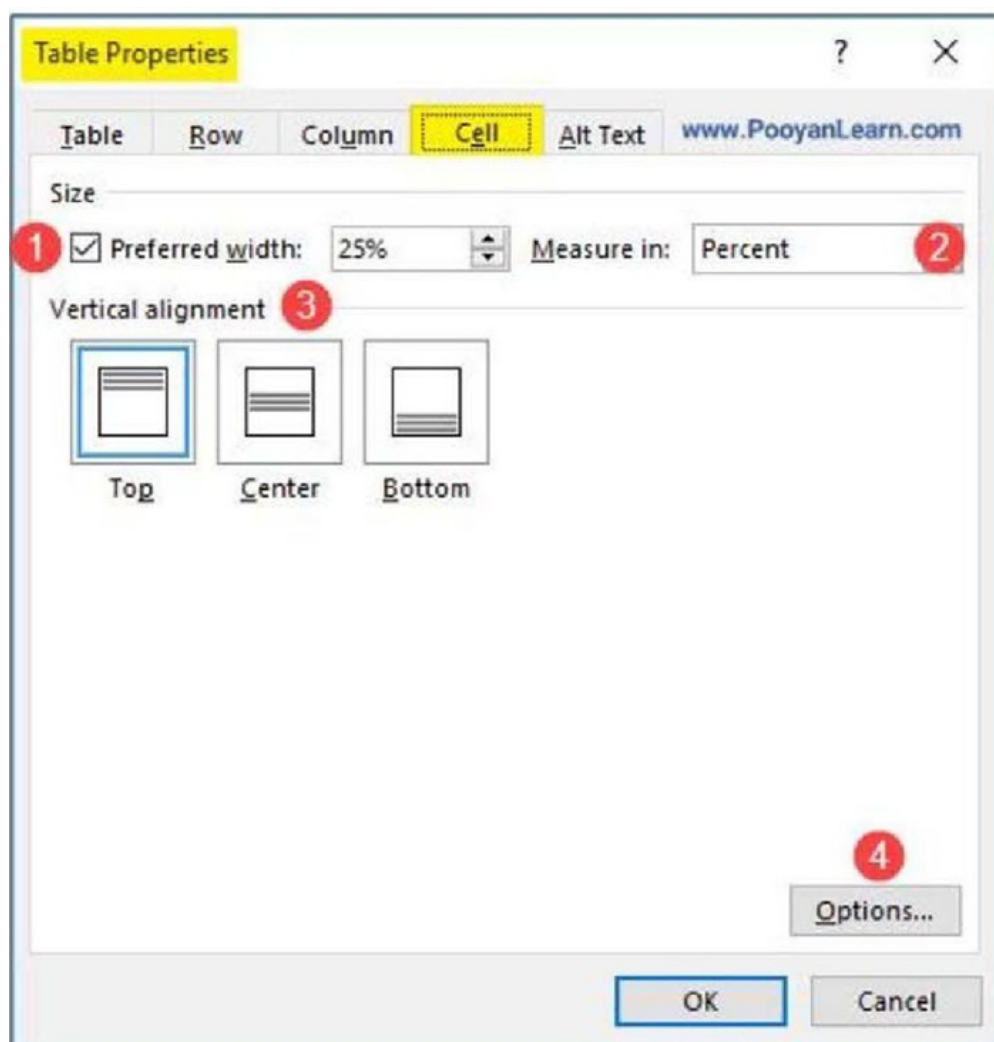 Table Properties ? ×
Table Row Column Cell Alt Text www.PooyanLearn.com
Size
1 Preferred width: 25% Measure in: Percent 2
Vertical alignment 3
Top Center Bottom
4
Options...
OK Cancel